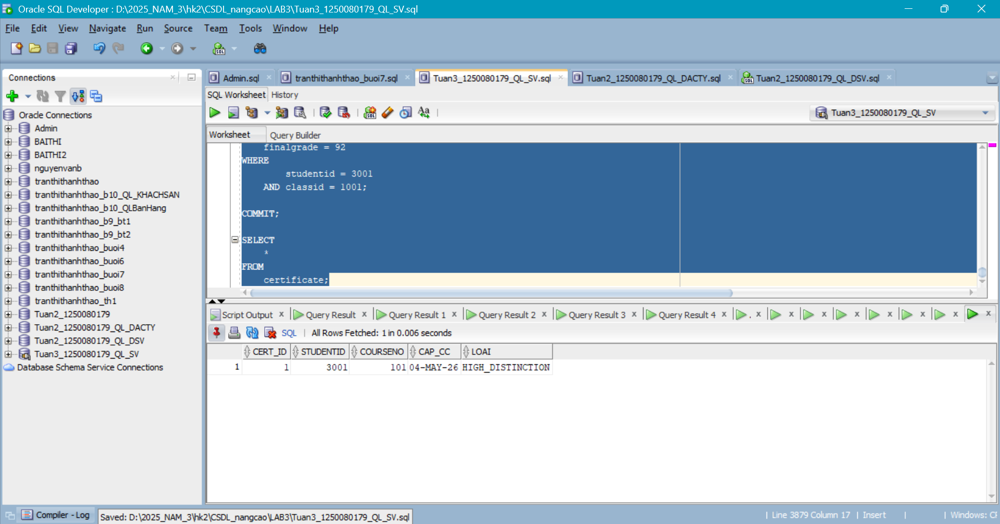 Oracle SQL Developer : D:\2025_NAM_3\hk2\CSDL_nangcao\LAB3\Tuan3_1250080179_QL_SV.sql
File Edit View Navigate Run Source Team Tools Window Help
Connections
Oracle Connections
Admin
BAITHI
BAITHI2
nguyenvanb
tranthithanhthao
tranthithanhthao_b10_QL_KHACHSAN
tranthithanhthao_b10_QLBanHang
tranthithanhthao_b9_bt1
tranthithanhthao_b9_bt2
tranthithanhthao_buoi4
tranthithanhthao_buoi6
tranthithanhthao_buoi7
tranthithanhthao_buoi8
tranthithanhthao_th1
Tuan2_1250080179
Tuan2_1250080179_QL_DACTY
Tuan2_1250080179_QL_DSV
Tuan3_1250080179_QL_SV
Database Schema Service Connections
Admin.sql tranthithanhthao_buoi7.sql Tuan3_1250080179_QL_SV.sql Tuan2_1250080179_QL_DACTY.sql Tuan2_1250080179_QL_DSV.sql
SQL Worksheet History
Tuan3_1250080179_QL_SV
Worksheet Query Builder
finalgrade = 92
WHERE
studentid = 3001
AND classid = 1001;
COMMIT;
SELECT
*
FROM
certificate;
Script Output x Query Result x Query Result 1 x Query Result 2 x Query Result 3 x Query Result 4 x . x x x x x x x x
SQL | All Rows Fetched: 1 in 0.006 seconds
CERT_ID STUDENTID COURSENO CAP_CC LOAI
1 1 3001 101 04-MAY-26 HIGH_DISTINCTION
Compiler - Log
Saved: D:\2025_NAM_3\hk2\CSDL_nangcao\LAB3\Tuan3_1250080179_QL_SV.sql
| Line 3879 Column 17 | Insert | | Windows: CF